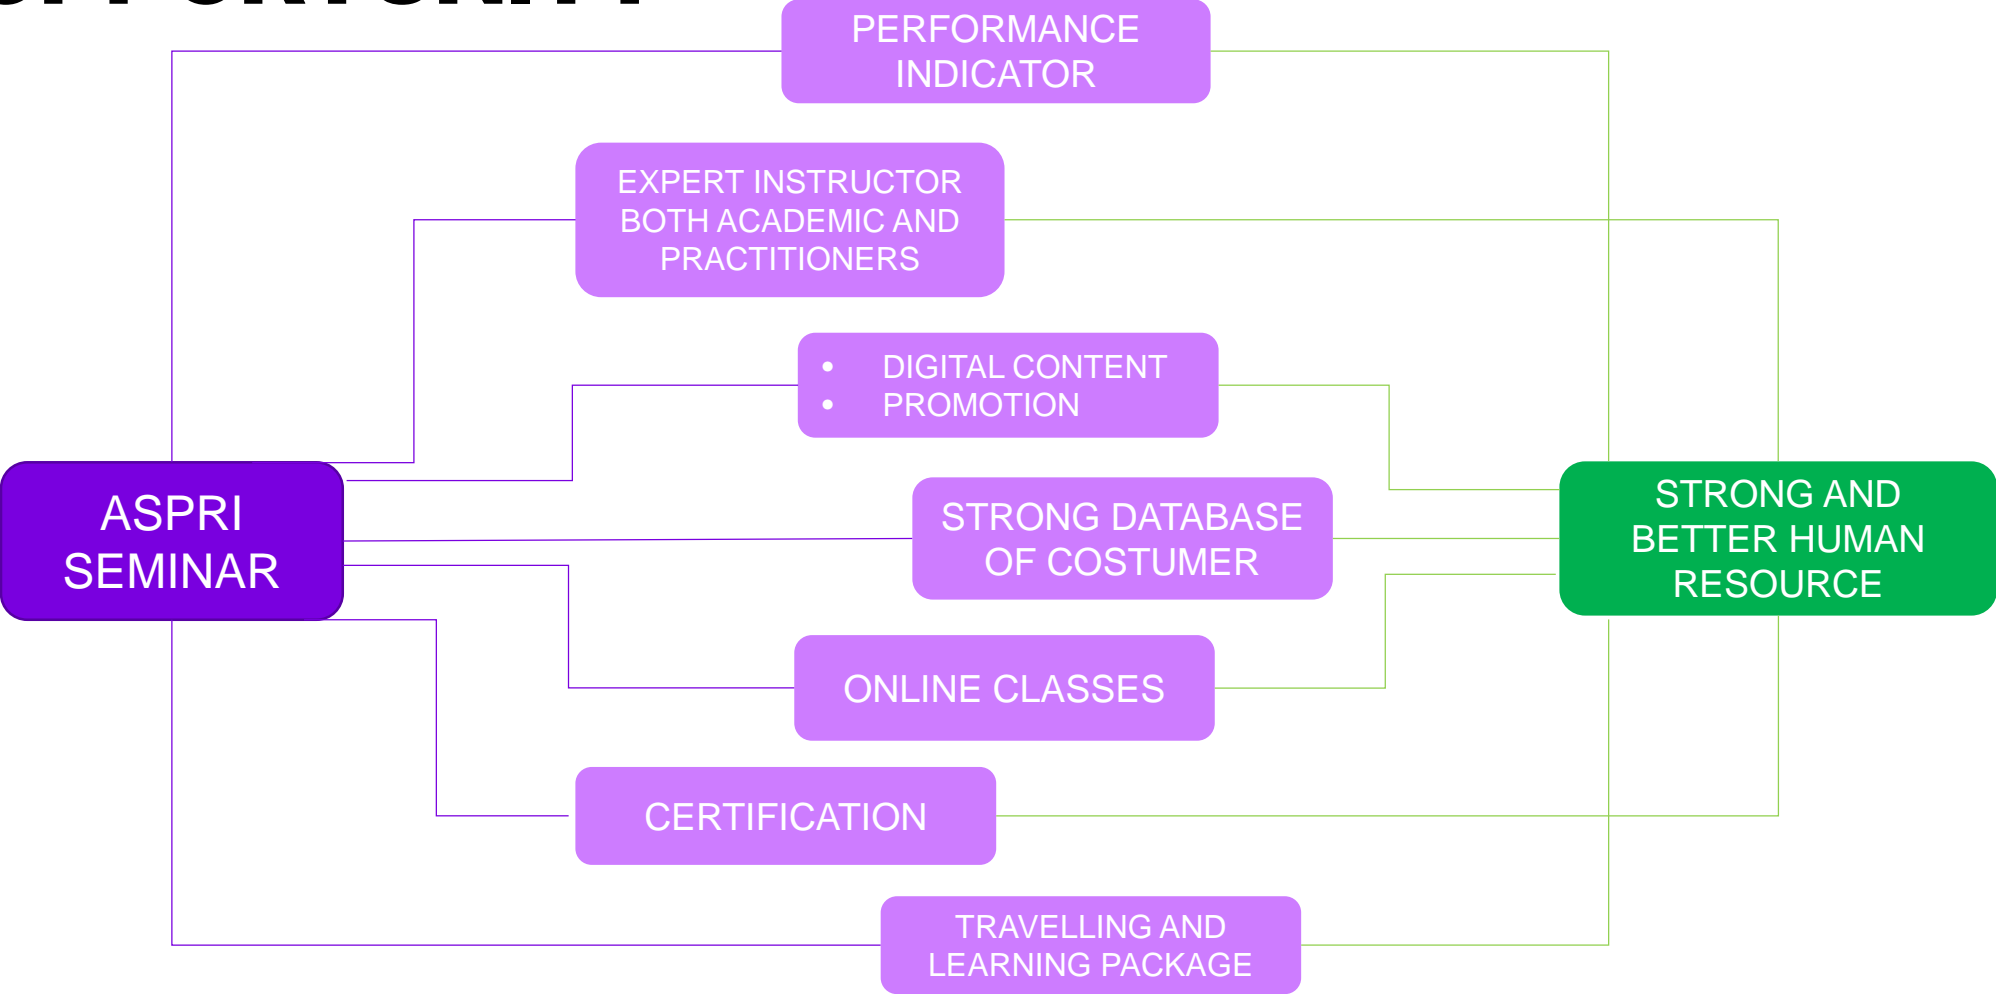 PERFORMANCE
INDICATOR
EXPERT INSTRUCTOR
BOTH ACADEMIC AND
PRACTITIONERS
• DIGITAL CONTENT
• PROMOTION
ASPRI
SEMINAR
STRONG DATABASE
OF COSTUMER
STRONG AND
BETTER HUMAN
RESOURCE
ONLINE CLASSES
CERTIFICATION
TRAVELLING AND
LEARNING PACKAGE